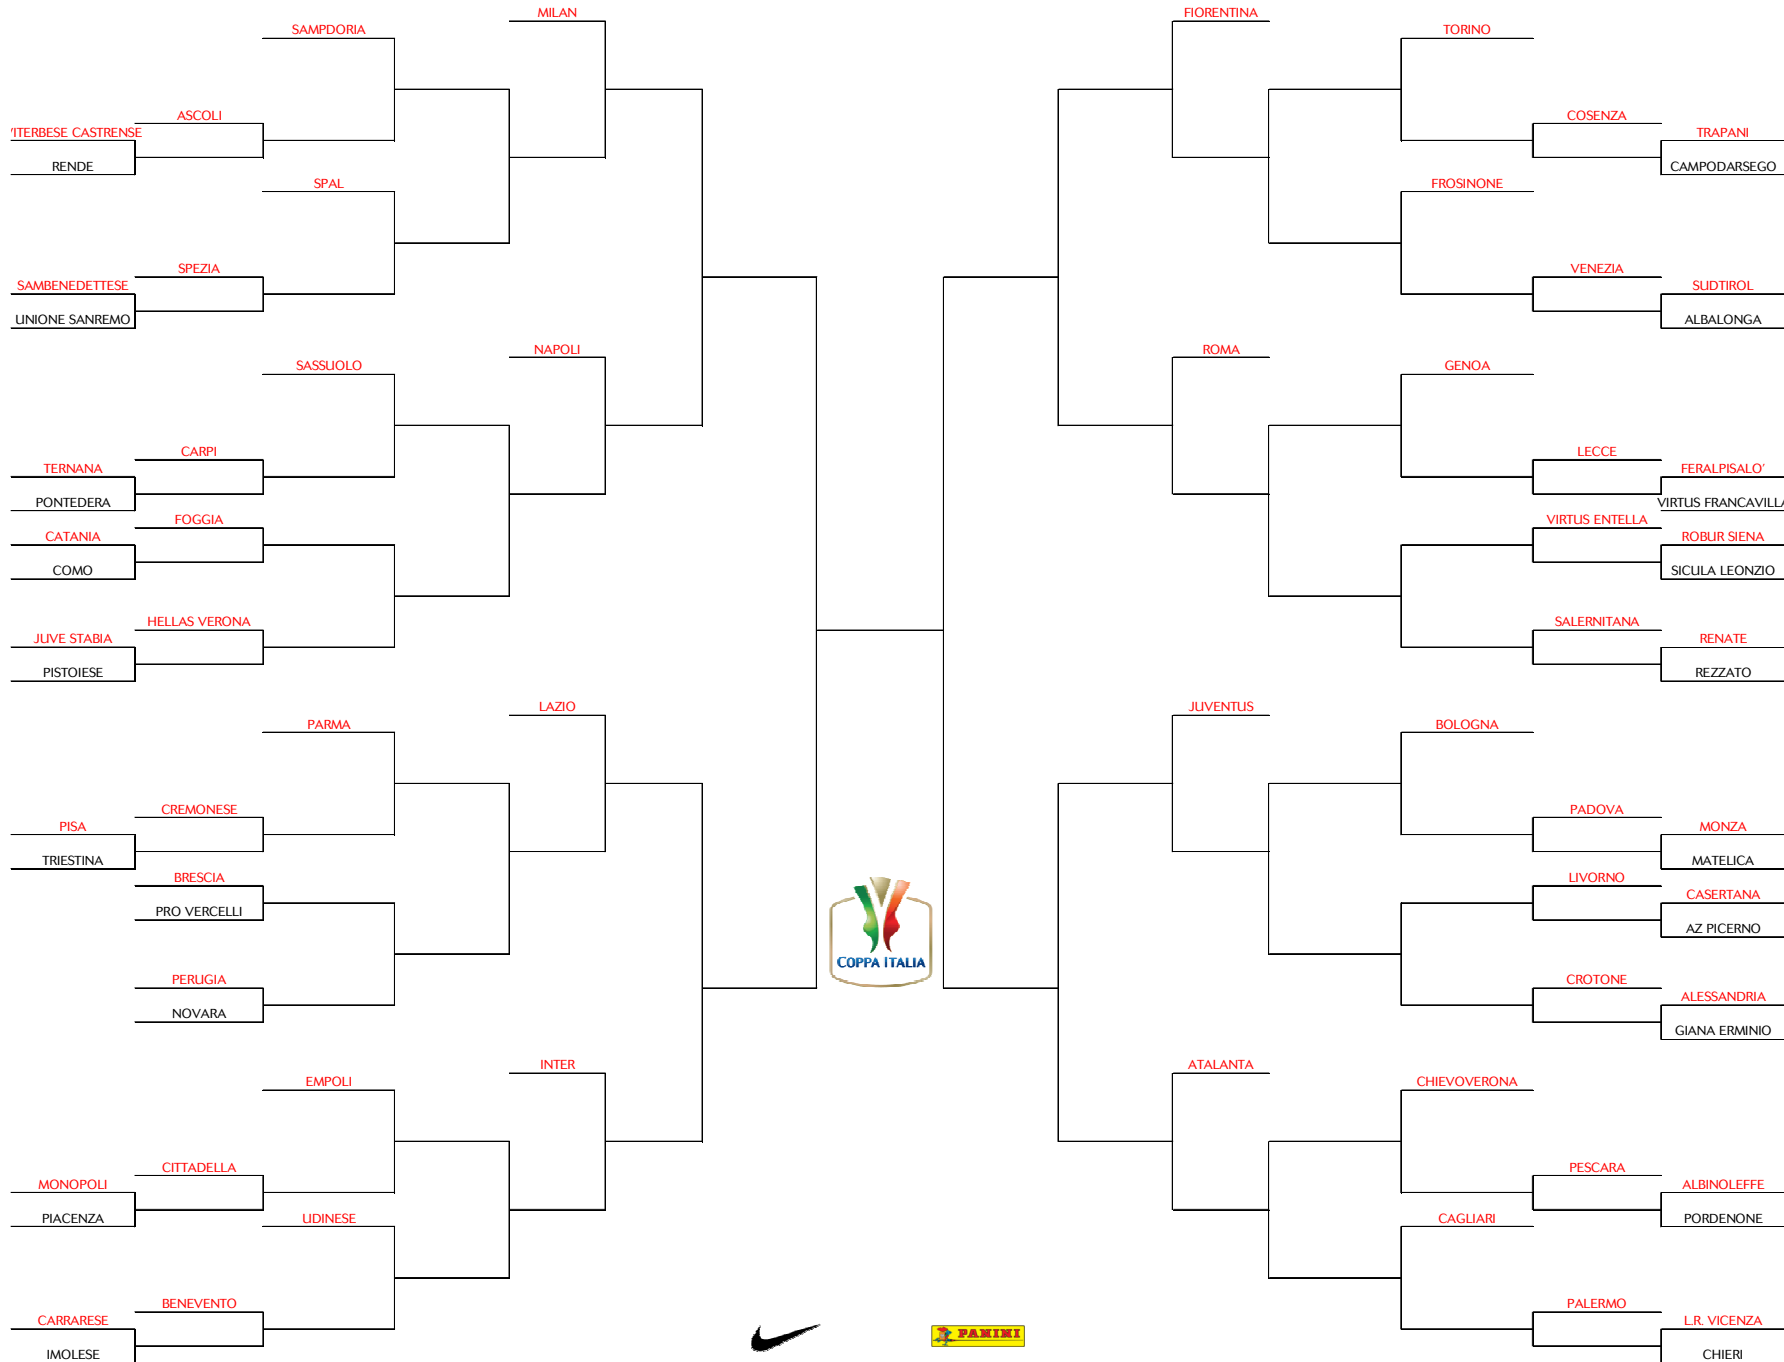 MILAN
SAMPDORIA
ASCOLI
VITERBESE CASTRENSE
RENDE
SPAL
SPEZIA
SAMBENEDETTESE
UNIONE SANREMO
NAPOLI
SASSUOLO
CARPI
TERNANA
PONTEDERA
FOGGIA
CATANIA
COMO
HELLAS VERONA
JUVE STABIA
PISTOIESE
LAZIO
PARMA
CREMONESE
PISA
TRIESTINA
BRESCIA
PRO VERCELLI
PERUGIA
NOVARA
INTER
EMPOLI
CITTADELLA
MONOPOLI
PIACENZA
UDINESE
BENEVENTO
CARRARESE
IMOLESE
COPPA ITALIA
PANINI
FIORENTINA
TORINO
COSENZA
TRAPANI
CAMPODARSEGO
FROSINONE
VENEZIA
SUDTIROL
ALBALONGA
ROMA
GENOA
LECCE
FERALPISALO'
VIRTUS FRANCAVILLA
VIRTUS ENTELLA
ROBUR SIENA
SICULA LEONZIO
SALERNITANA
RENATE
REZZATO
JUVENTUS
BOLOGNA
PADOVA
MONZA
MATELICA
LIVORNO
CASERTANA
AZ PICERNO
CROTONE
ALESSANDRIA
GIANA ERMINIO
ATALANTA
CHIEVOVERONA
PESCARA
ALBINOLEFFE
PORDENONE
CAGLIARI
PALERMO
L.R. VICENZA
CHIERI